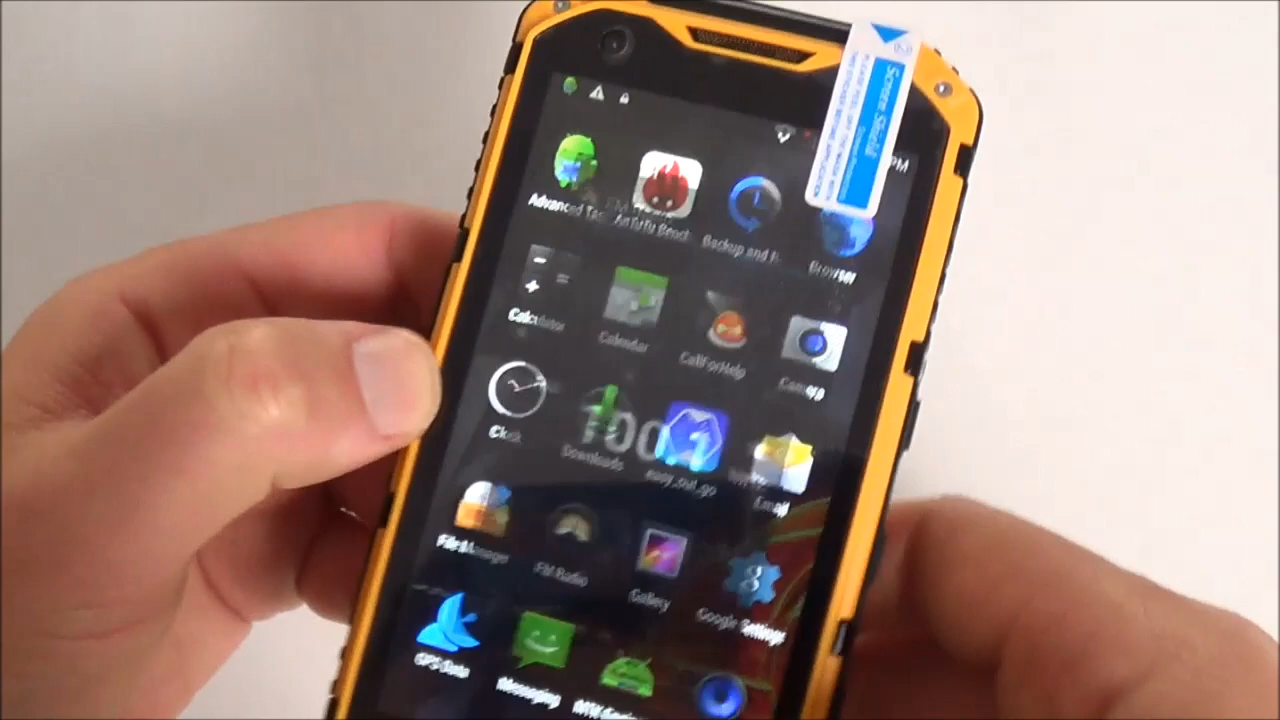 Screen Shield
Advanced Tas
AnTuTu Bench
Backup and R
Browser
Calculator
Calendar
CallForHelp
Camera
Clock
Downloads
easy_out_go
Email
File Manager
FM Radio
Gallery
Google Settings
GPS Data
Messaging